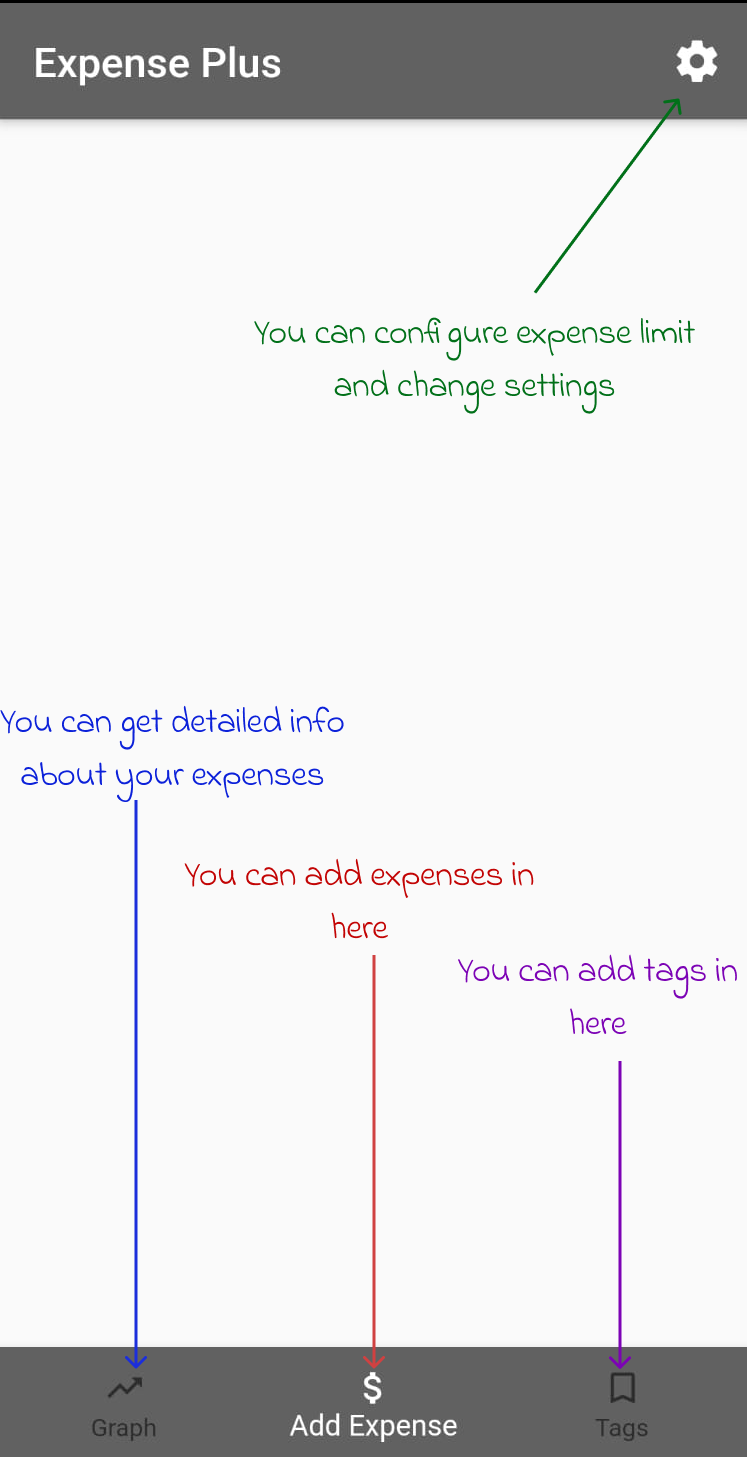 Expense Plus
You can configure expense limit
and change settings
You can get detailed info
about your expenses
You can add expenses in
here
You can add tags in
here
Graph
Add Expense
Tags